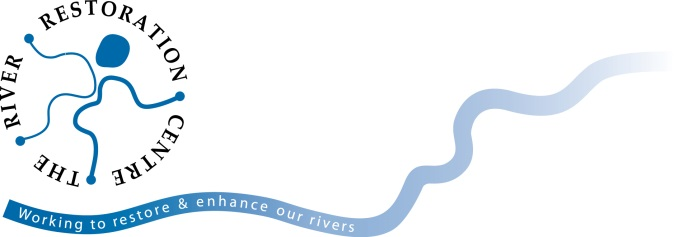 THE RIVER RESTORATION CENTRE
Working to restore & enhance our rivers